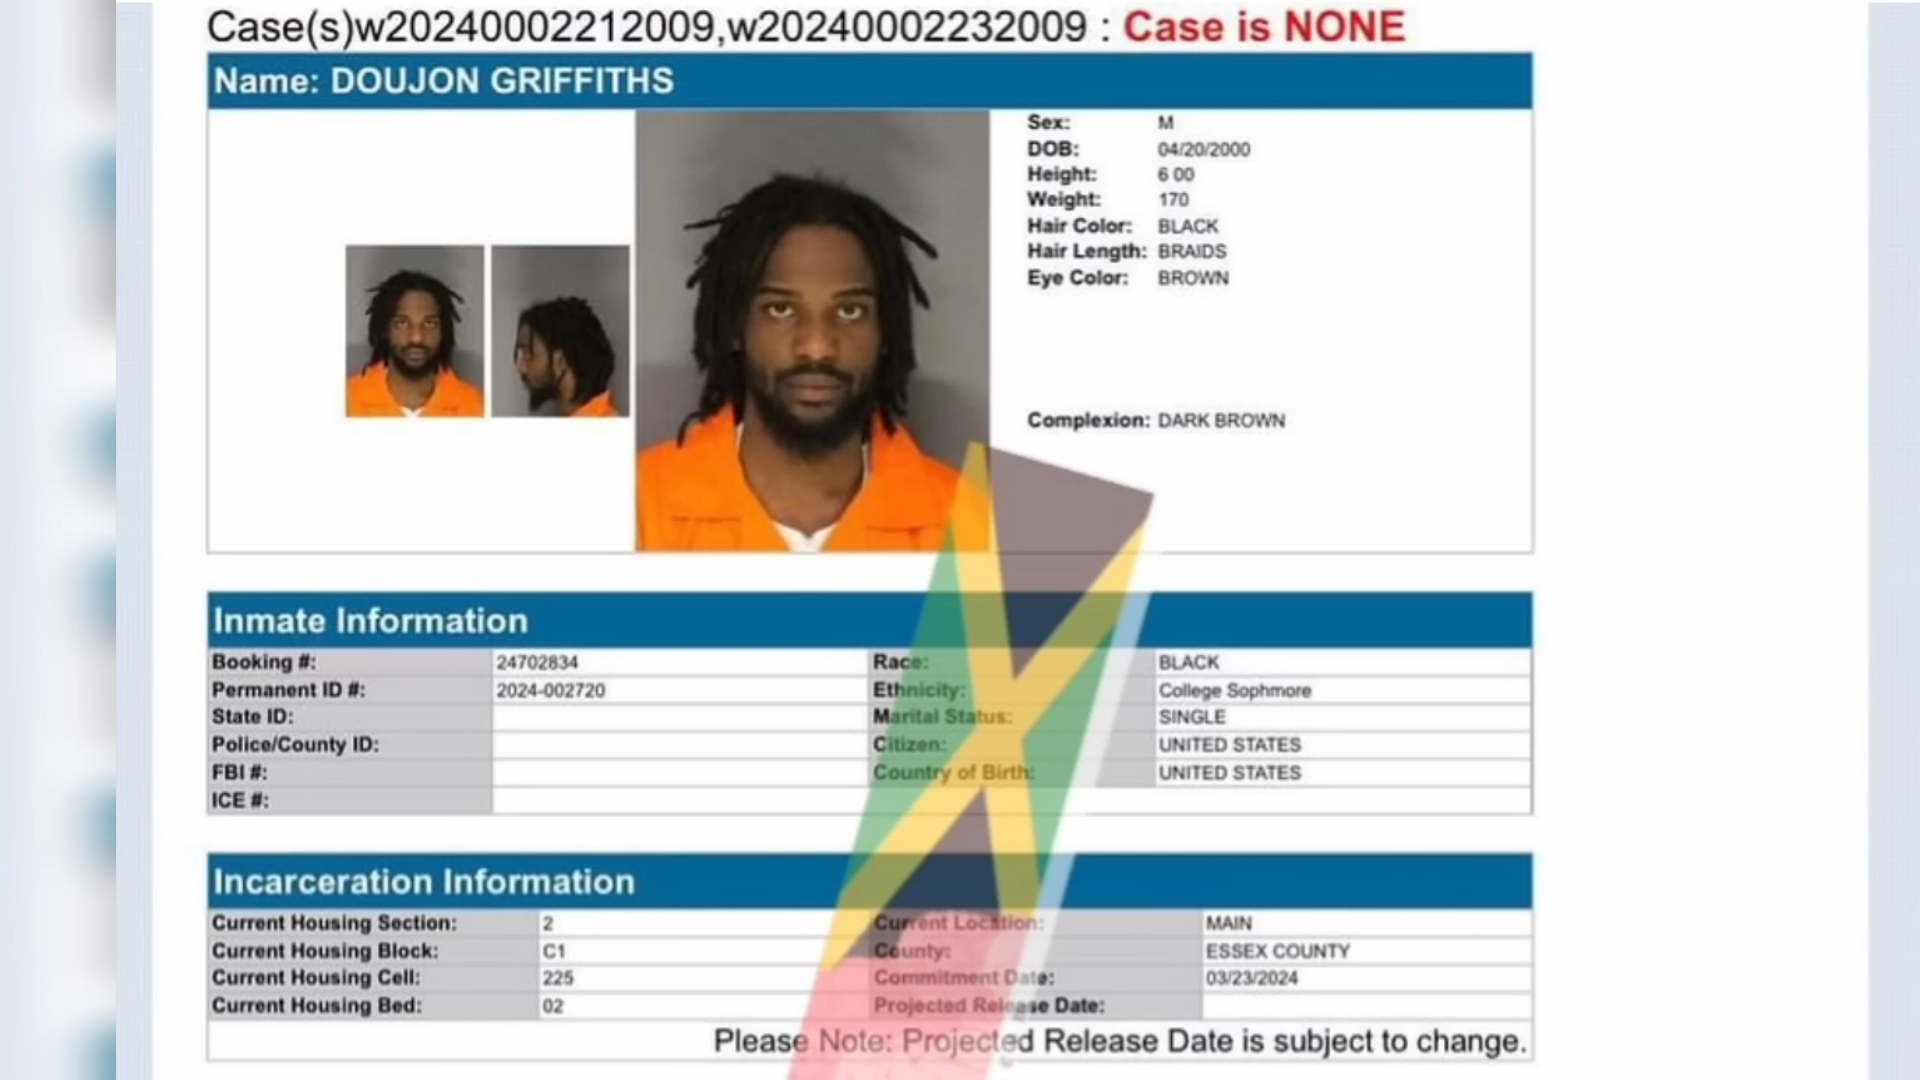 Case(s)w20240002212009,w20240002232009 : Case is NONE
Name: DOUJON GRIFFITHS
Sex: M
DOB: 04/20/2000
Height: 6 00
Weight: 170
Hair Color: BLACK
Hair Length: BRAIDS
Eye Color: BROWN
Complexion: DARK BROWN
Inmate Information
Booking #: 24702834 Race: BLACK
Permanent ID #: 2024-002720 Ethnicity: College Sophmore
State ID: Marital Status: SINGLE
Police/County ID: Citizen: UNITED STATES
FBI #: Country of Birth: UNITED STATES
ICE #:
Incarceration Information
Current Housing Section: 2 Current Location: MAIN
Current Housing Block: C1 County: ESSEX COUNTY
Current Housing Cell: 225 Commitment Date: 03/23/2024
Current Housing Bed: 02 Projected Release Date:
Please Note: Projected Release Date is subject to change.